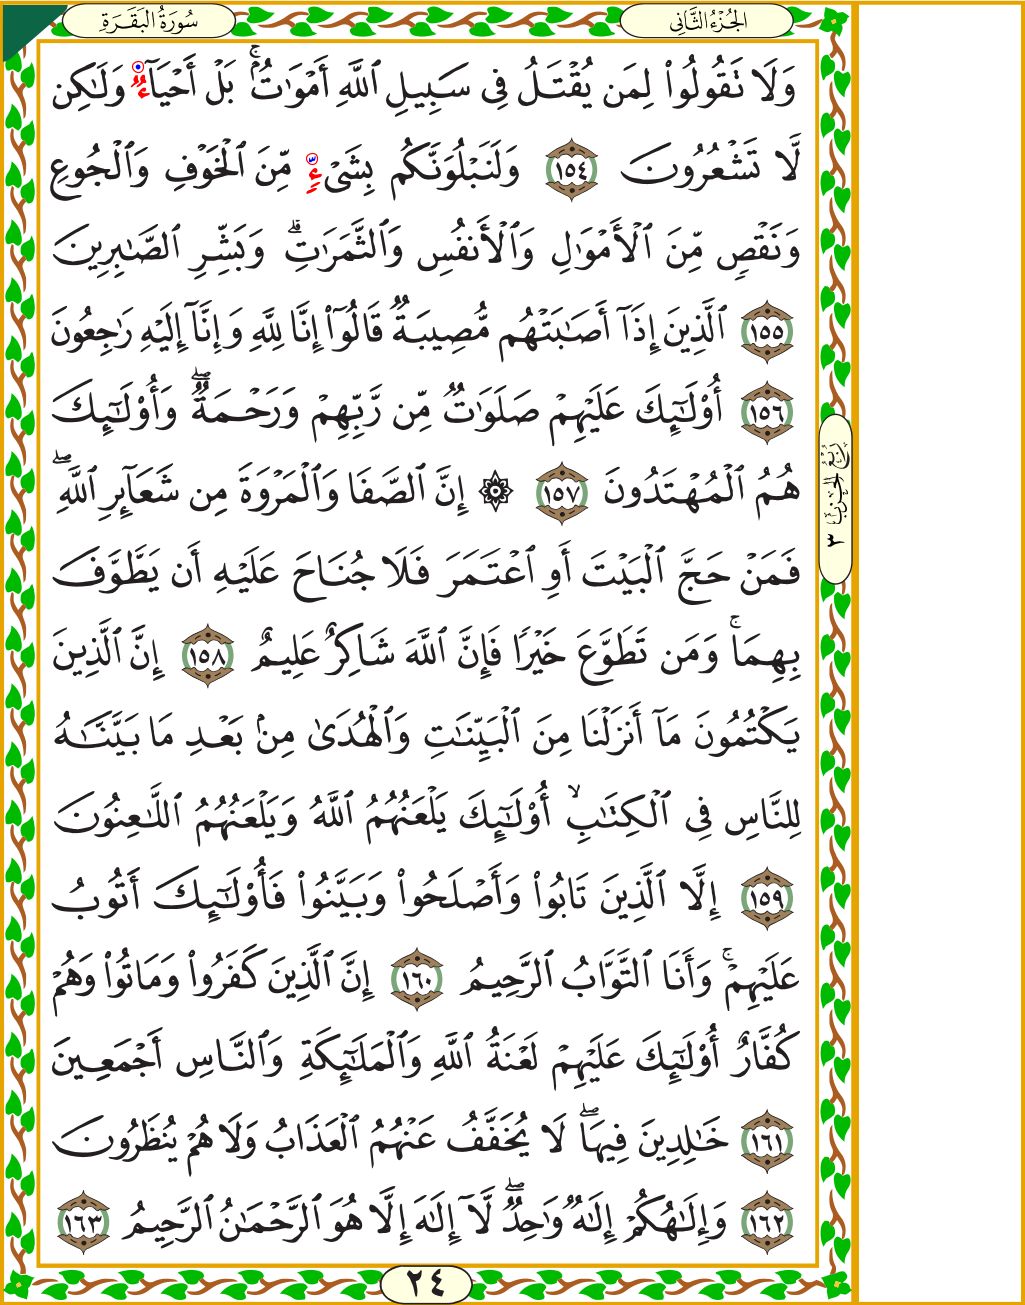 الجُزْءُ الثَّانِي
سُورَةُ البَقَرَةِ
وَلَا تَقُولُوا۟ لِمَن يُقْتَلُ فِى سَبِيلِ ٱللَّهِ أَمْوَٰتٌۢ ۚ بَلْ أَحْيَآءٌ وَلَـٰكِن
لَّا تَشْعُرُونَ ١٥٤ وَلَنَبْلُوَنَّكُم بِشَىْءٍ مِّنَ ٱلْخَوْفِ وَٱلْجُوعِ
وَنَقْصٍ مِّنَ ٱلْأَمْوَٰلِ وَٱلْأَنفُسِ وَٱلثَّمَرَٰتِ ۗ وَبَشِّرِ ٱلصَّـٰبِرِينَ
١٥٥ ٱلَّذِينَ إِذَآ أَصَـٰبَتْهُم مُّصِيبَةٌ قَالُوٓا۟ إِنَّا لِلَّهِ وَإِنَّآ إِلَيْهِ رَٰجِعُونَ
١٥٦ أُو۟لَـٰٓئِكَ عَلَيْهِمْ صَلَوَٰتٌ مِّن رَّبِّهِمْ وَرَحْمَةٌ ۖ وَأُو۟لَـٰٓئِكَ
هُمُ ٱلْمُهْتَدُونَ ١٥٧ ۞ إِنَّ ٱلصَّفَا وَٱلْمَرْوَةَ مِن شَعَآئِرِ ٱللَّهِ ۖ
فَمَنْ حَجَّ ٱلْبَيْتَ أَوِ ٱعْتَمَرَ فَلَا جُنَاحَ عَلَيْهِ أَن يَطَّوَّفَ
بِهِمَا ۚ وَمَن تَطَوَّعَ خَيْرًا فَإِنَّ ٱللَّهَ شَاكِرٌ عَلِيمٌ ١٥٨ إِنَّ ٱلَّذِينَ
يَكْتُمُونَ مَآ أَنزَلْنَا مِنَ ٱلْبَيِّنَـٰتِ وَٱلْهُدَىٰ مِنۢ بَعْدِ مَا بَيَّنَّـٰهُ
لِلنَّاسِ فِى ٱلْكِتَـٰبِ ۙ أُو۟لَـٰٓئِكَ يَلْعَنُهُمُ ٱللَّهُ وَيَلْعَنُهُمُ ٱللَّـٰعِنُونَ
١٥٩ إِلَّا ٱلَّذِينَ تَابُوا۟ وَأَصْلَحُوا۟ وَبَيَّنُوا۟ فَأُو۟لَـٰٓئِكَ أَتُوبُ
عَلَيْهِمْ ۚ وَأَنَا ٱلتَّوَّابُ ٱلرَّحِيمُ ١٦٠ إِنَّ ٱلَّذِينَ كَفَرُوا۟ وَمَاتُوا۟ وَهُمْ
كُفَّارٌ أُو۟لَـٰٓئِكَ عَلَيْهِمْ لَعْنَةُ ٱللَّهِ وَٱلْمَلَـٰٓئِكَةِ وَٱلنَّاسِ أَجْمَعِينَ
١٦١ خَـٰلِدِينَ فِيهَا ۖ لَا يُخَفَّفُ عَنْهُمُ ٱلْعَذَابُ وَلَا هُمْ يُنظَرُونَ
١٦٢ وَإِلَـٰهُكُمْ إِلَـٰهٌ وَٰحِدٌ ۖ لَّآ إِلَـٰهَ إِلَّا هُوَ ٱلرَّحْمَـٰنُ ٱلرَّحِيمُ ١٦٣
رُبْعُ الحِزْبِ ٣
٢٤